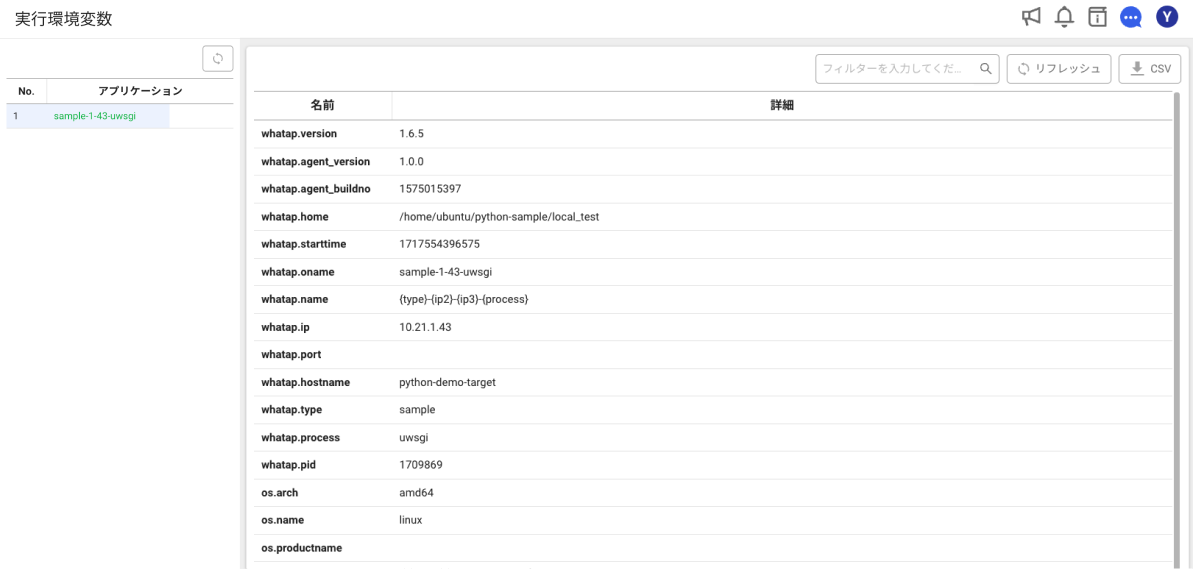 実行環境変数
Y
No. アプリケーション
1 sample-1-43-uwsgi
フィルターを入力してくだ... リフレッシュ CSV
名前 詳細
whatap.version 1.6.5
whatap.agent_version 1.0.0
whatap.agent_buildno 1575015397
whatap.home /home/ubuntu/python-sample/local_test
whatap.starttime 1717554396575
whatap.oname sample-1-43-uwsgi
whatap.name {type}-{ip2}-{ip3}-{process}
whatap.ip 10.21.1.43
whatap.port
whatap.hostname python-demo-target
whatap.type sample
whatap.process uwsgi
whatap.pid 1709869
os.arch amd64
os.name linux
os.productname